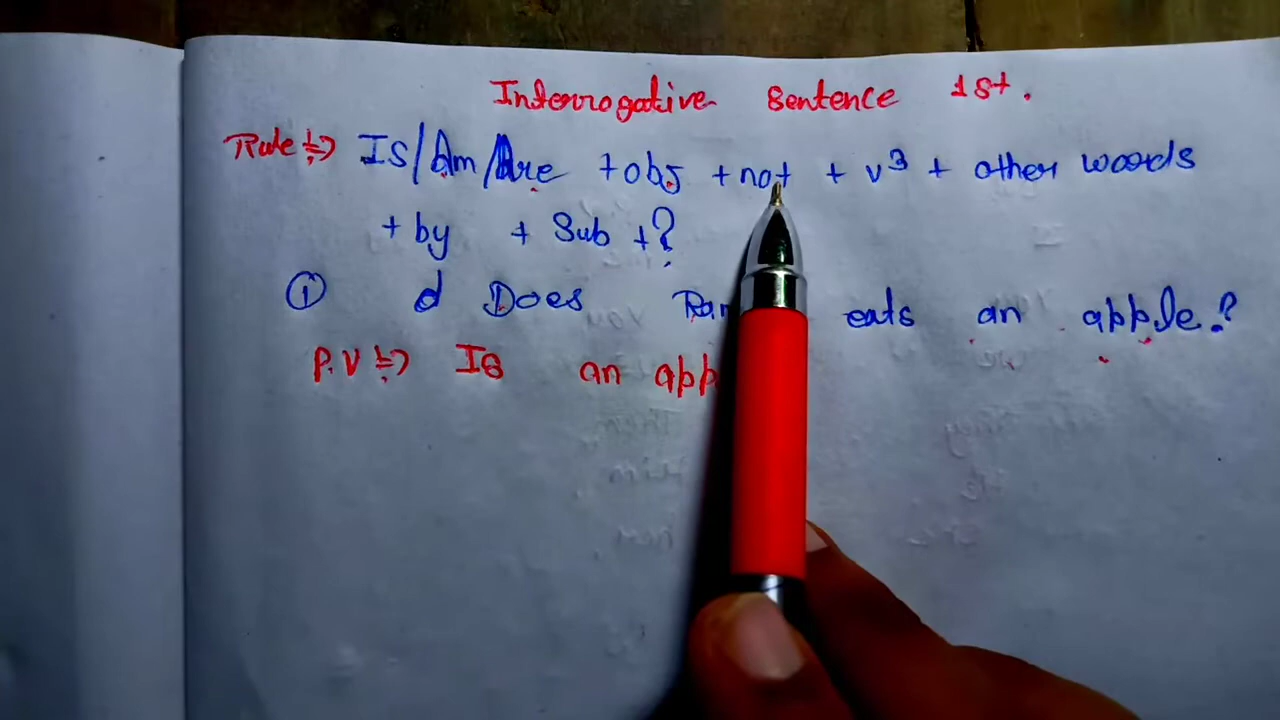 Interrogative Sentence 1st.
Rule ⇒ Is/Am/Are + obj + not + v3 + other words
+ by + Sub + ?
① d Does eats an apple.?
P.V ⇒ Is an